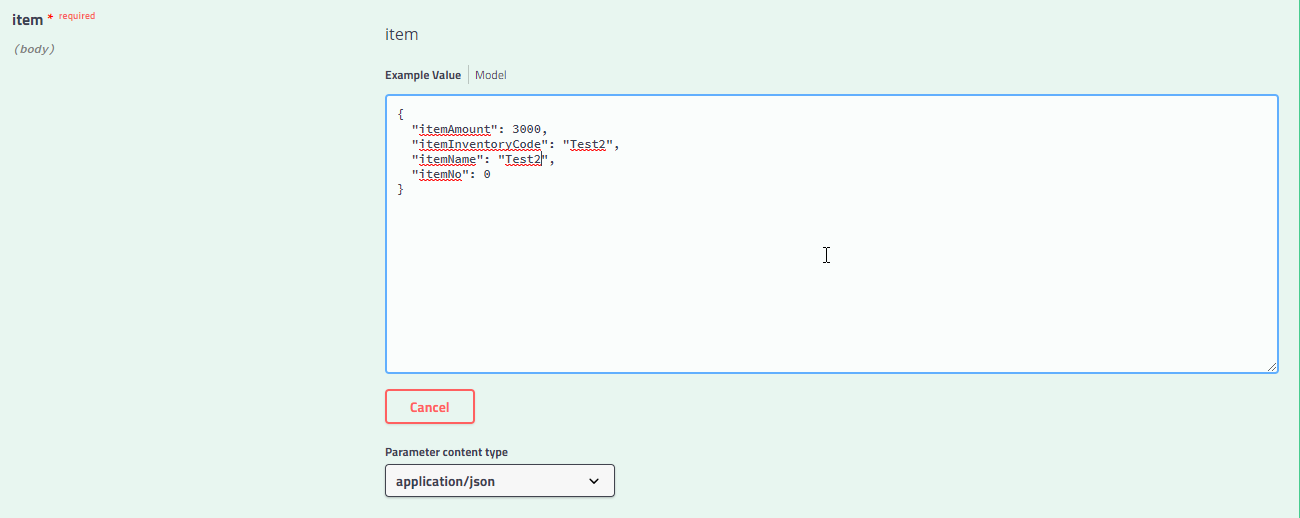 item * required
(body)
item
Example Value Model
{
  "itemAmount": 3000,
  "itemInventoryCode": "Test2",
  "itemName": "Test2",
  "itemNo": 0
}
Cancel
Parameter content type
application/json